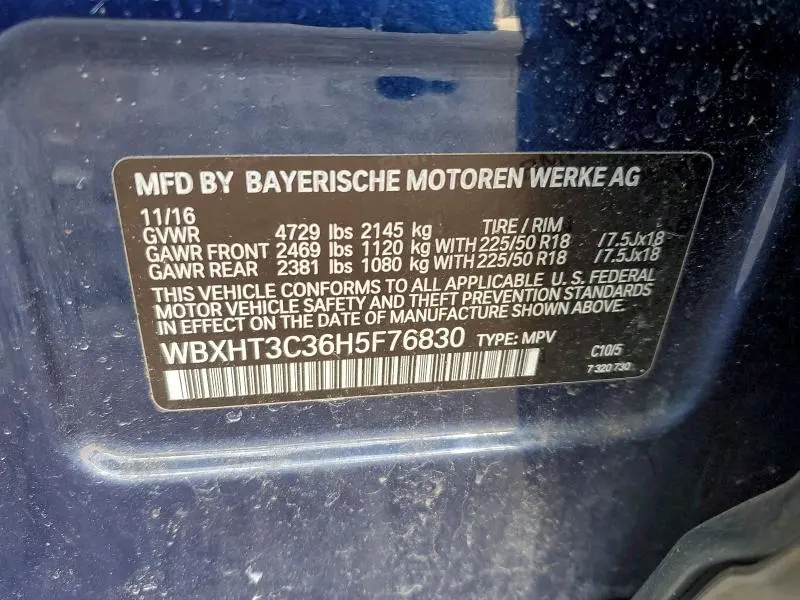 MFD BY BAYERISCHE MOTOREN WERKE AG
11/16
GVWR 4729 lbs 2145 kg TIRE / RIM
GAWR FRONT 2469 lbs 1120 kg WITH 225/50 R18 /7.5Jx18
GAWR REAR 2381 lbs 1080 kg WITH 225/50 R18 /7.5Jx18
THIS VEHICLE CONFORMS TO ALL APPLICABLE U.S. FEDERAL
MOTOR VEHICLE SAFETY AND THEFT PREVENTION STANDARDS
IN EFFECT ON THE DATE OF MANUFACTURE SHOWN ABOVE.
WBXHT3C36H5F76830 TYPE: MPV
C10/5
7 320 730